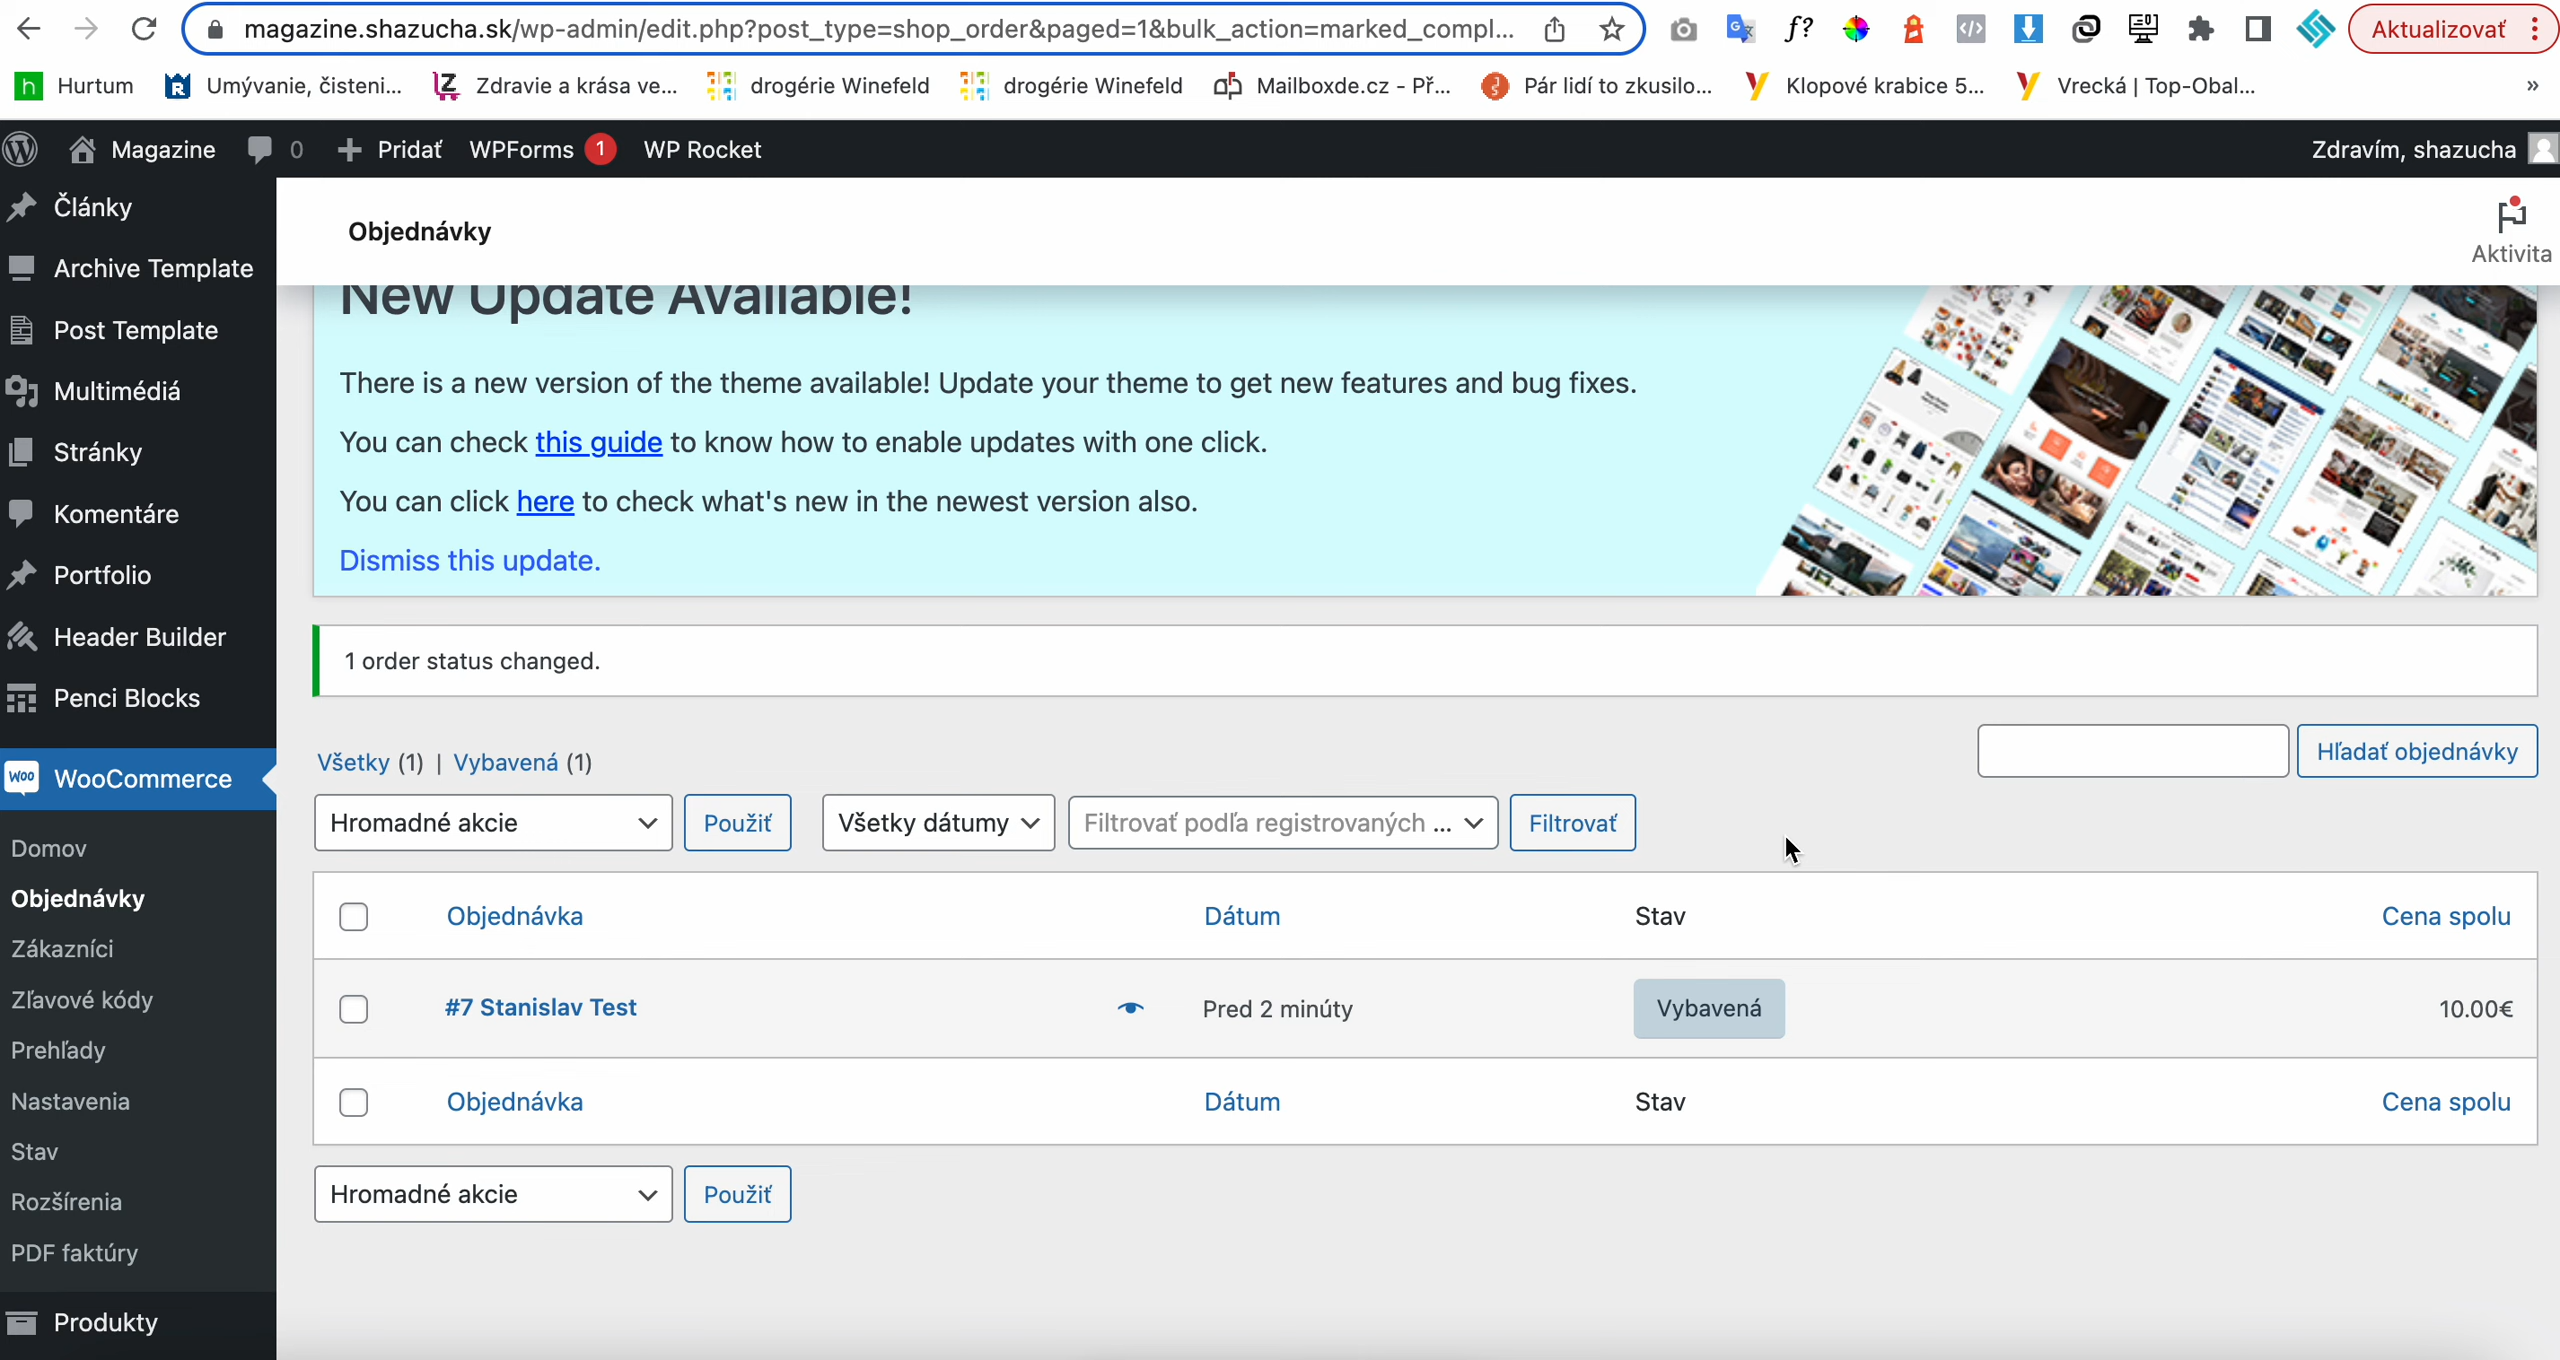 magazine.shazucha.sk/wp-admin/edit.php?post_type=shop_order&paged=1&bulk_action=marked_compl...
Aktualizovať
Hurtum
Umývanie, čisteni...
Zdravie a krása ve...
drogérie Winefeld
drogérie Winefeld
Mailboxde.cz - Př...
Pár lidí to zkusilo...
Klopové krabice 5...
Vrecká | Top-Obal...
»
Magazine
0
Pridať
WPForms 1
WP Rocket
Zdravím, shazucha
Články
Archive Template
Post Template
Multimédiá
Stránky
Komentáre
Portfolio
Header Builder
Penci Blocks
WooCommerce
Domov
Objednávky
Zákazníci
Zľavové kódy
Prehľady
Nastavenia
Stav
Rozšírenia
PDF faktúry
Produkty
Objednávky
Aktivita
New Update Available!
There is a new version of the theme available! Update your theme to get new features and bug fixes.
You can check this guide to know how to enable updates with one click.
You can click here to check what's new in the newest version also.
Dismiss this update.
1 order status changed.
Všetky (1) | Vybavená (1)
Hľadať objednávky
Hromadné akcie
Použiť
Všetky dátumy
Filtrovať podľa registrovaných ...
Filtrovať
Objednávka Dátum Stav Cena spolu
#7 Stanislav Test Pred 2 minúty Vybavená 10.00€
Objednávka Dátum Stav Cena spolu
Hromadné akcie
Použiť